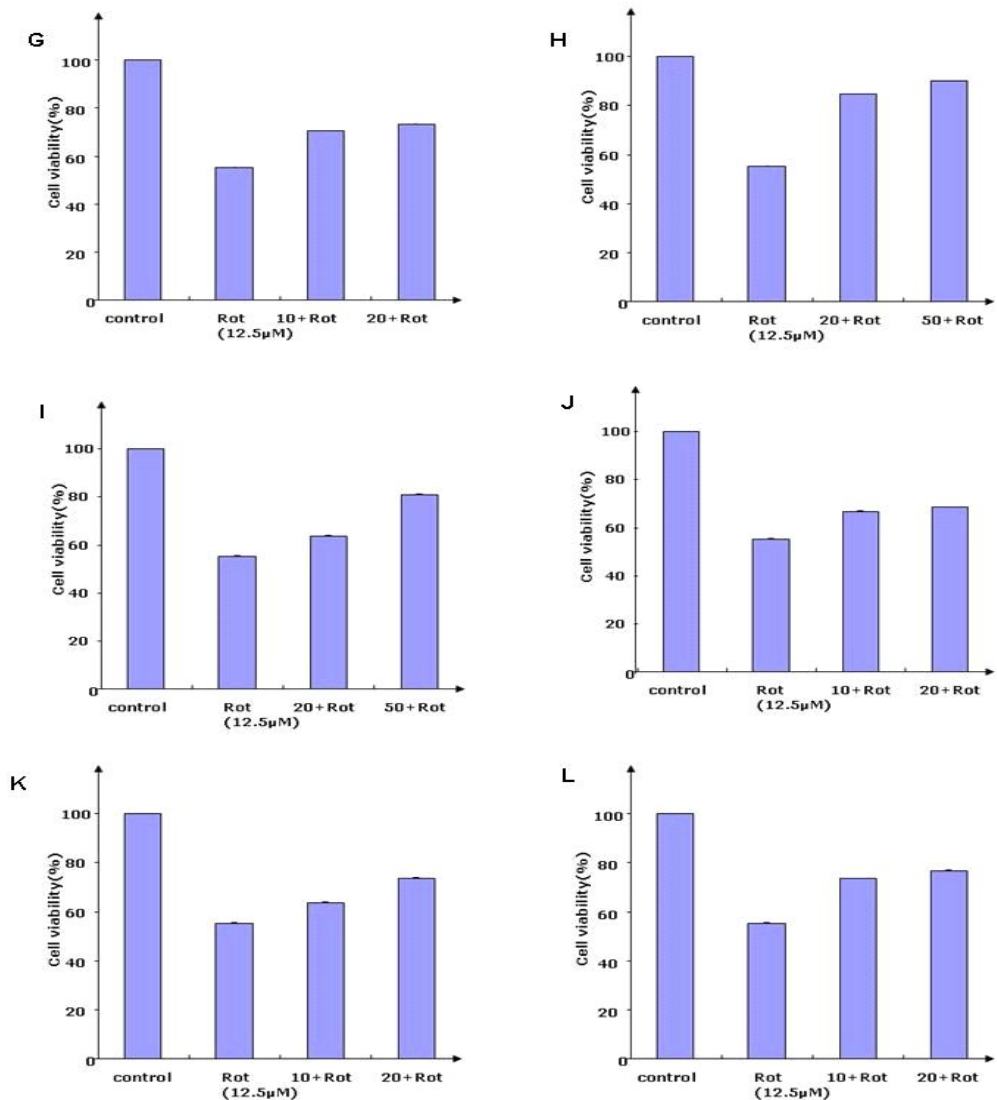 G
Cell viability(%)
100
80
60
40
20
0
control Rot 10+Rot 20+Rot
(12.5µM)
H
Cell viability(%)
100
80
60
40
20
0
control Rot 20+Rot 50+Rot
(12.5µM)
I
Cell viability(%)
100
80
60
40
20
0
control Rot 20+Rot 50+Rot
(12.5µM)
J
Cell viability(%)
100
80
60
40
20
0
control Rot 10+Rot 20+Rot
(12.5µM)
K
Cell viability(%)
100
80
60
40
20
0
control Rot 10+Rot 20+Rot
(12.5µM)
L
Cell viability(%)
100
80
60
40
20
0
control Rot 10+Rot 20+Rot
(12.5µM)